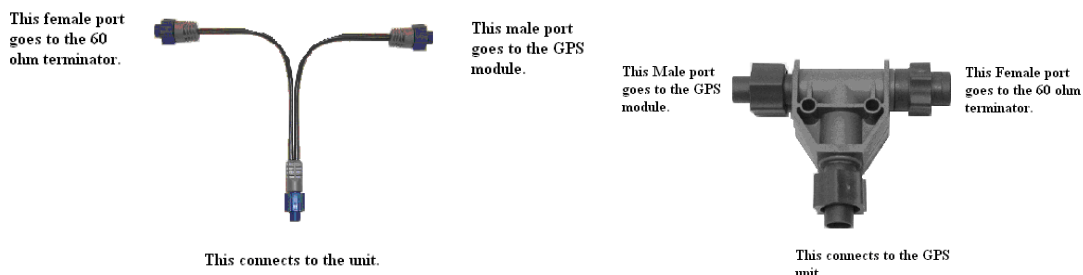 This female port
goes to the 60
ohm terminator.
This male port
goes to the GPS
module.
This connects to the unit.
This Male port
goes to the GPS
module.
This Female port
goes to the 60 ohm
terminator.
This connects to the GPS
unit